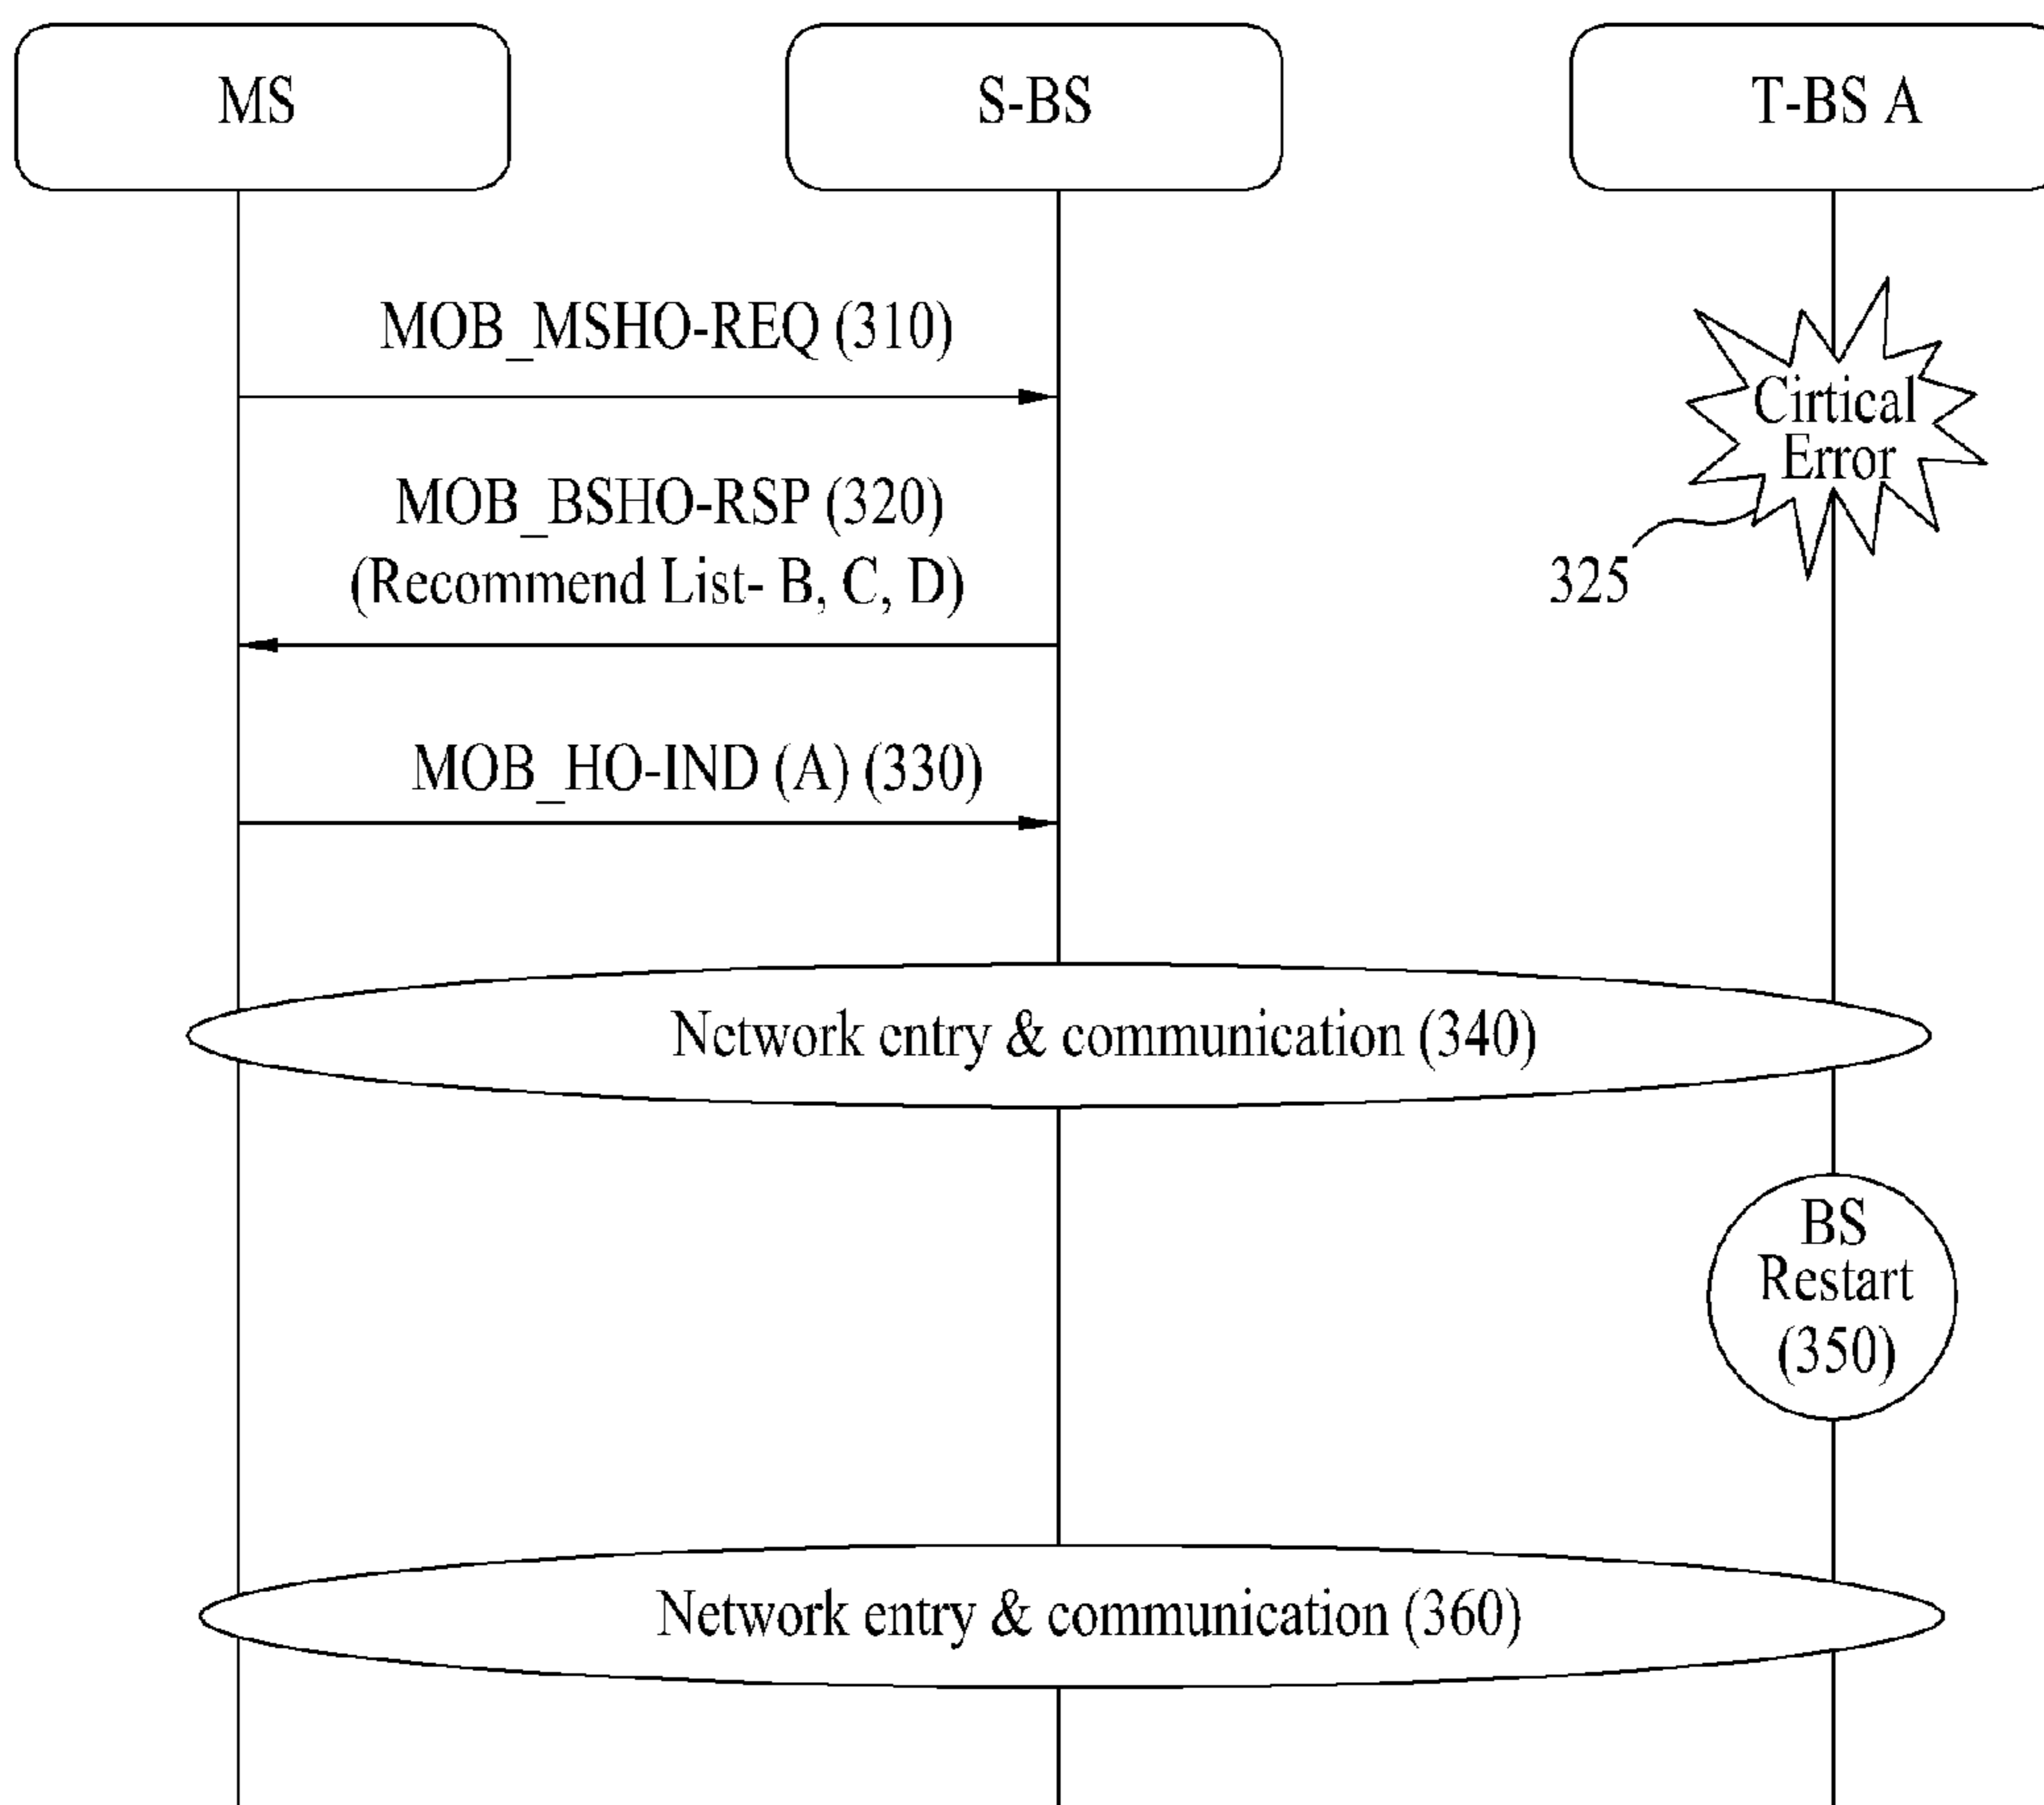 MS
S-BS
T-BS A
MOB_MSHO-REQ (310)
Cirtical
Error
MOB_BSHO-RSP (320)
(Recommend List- B, C, D)
325
MOB_HO-IND (A) (330)
Network entry & communication (340)
BS
Restart
(350)
Network entry & communication (360)